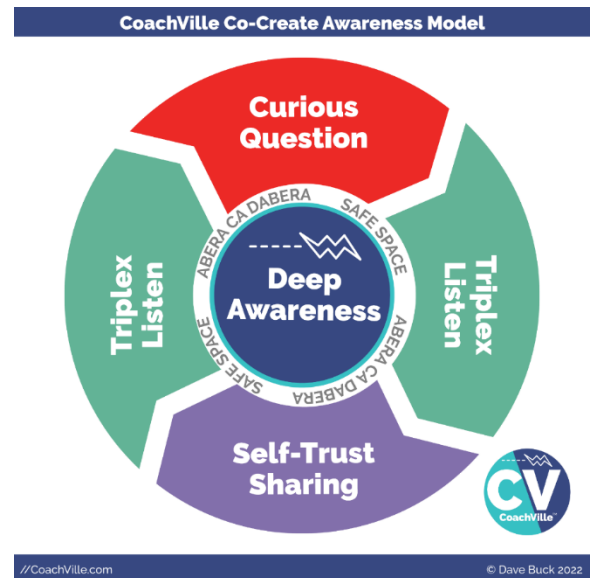 CoachVille Co-Create Awareness Model
Curious
Question
ABERA CA DABERA
SAFE SPACE
Triplex
Listen
Deep
Awareness
Triplex
Listen
SAFE SPACE
ABERA CA DABERA
Self-Trust
Sharing
CV
CoachVille™
//CoachVille.com
© Dave Buck 2022